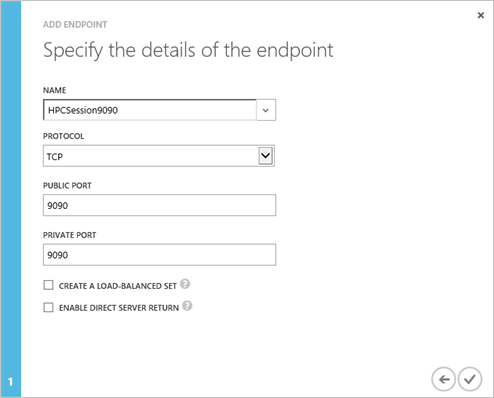 ADD ENDPOINT
Specify the details of the endpoint
NAME
HPCSession9090
PROTOCOL
TCP
PUBLIC PORT
9090
PRIVATE PORT
9090
CREATE A LOAD-BALANCED SET ?
ENABLE DIRECT SERVER RETURN ?
1